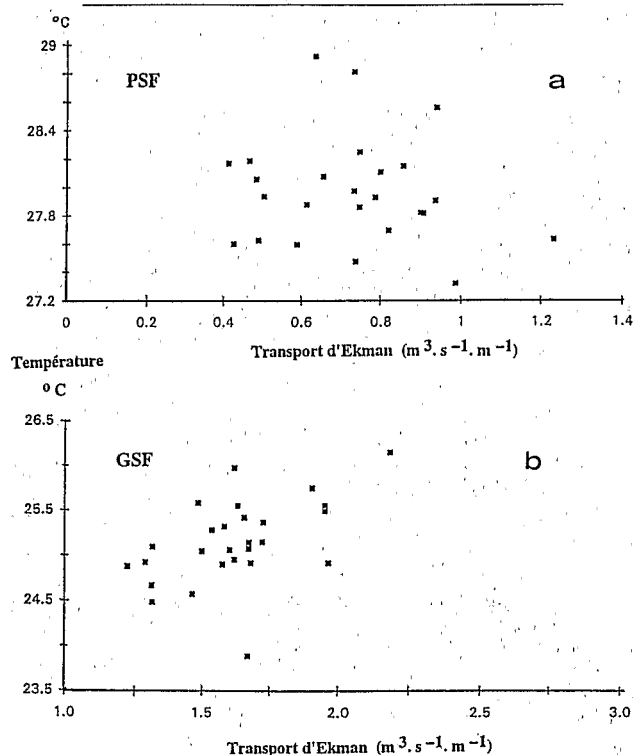 °C
29
PSF
a
28.4
27.8
27.2
0 0.2 0.4 0.6 0.8 1 1.2 1.4
Transport d'Ekman (m³. s⁻¹. m⁻¹)
Température
°C
26.5
GSF
b
25.5
24.5
23.5
1.0 1.5 2.0 2.5 3.0
Transport d'Ekman (m³. s⁻¹. m⁻¹)